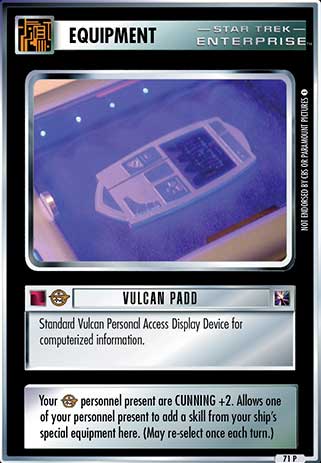 EQUIPMENT
STAR TREK
ENTERPRISE™
NOT ENDORSED BY CBS OR PARAMOUNT PICTURES
VULCAN PADD
Standard Vulcan Personal Access Display Device for
computerized information.
Your personnel present are CUNNING +2. Allows one
of your personnel present to add a skill from your ship's
special equipment here. (May re-select once each turn.)
71 P